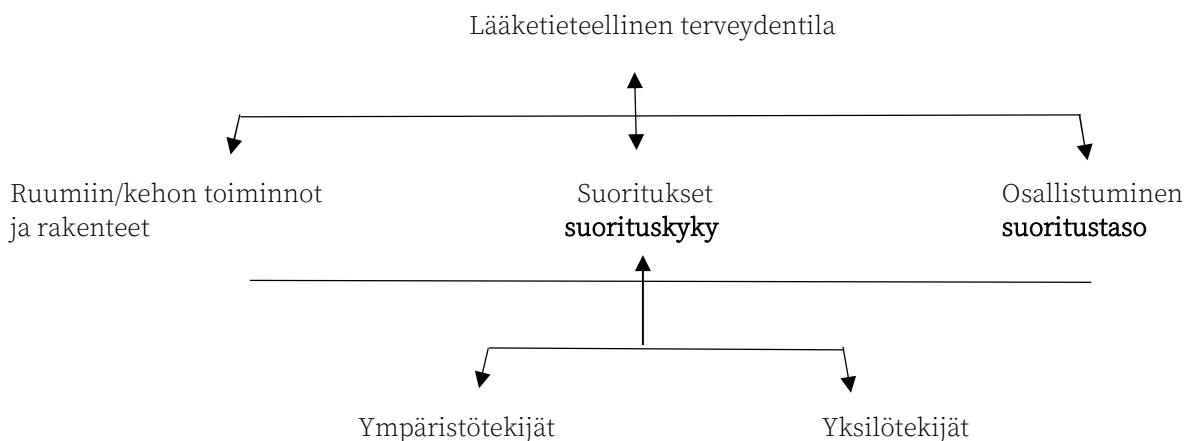 Lääketieteellinen terveydentila
Ruumiin/kehon toiminnot
ja rakenteet
Suoritukset
suorituskyky
Osallistuminen
suoritustaso
Ympäristötekijät
Yksilötekijät